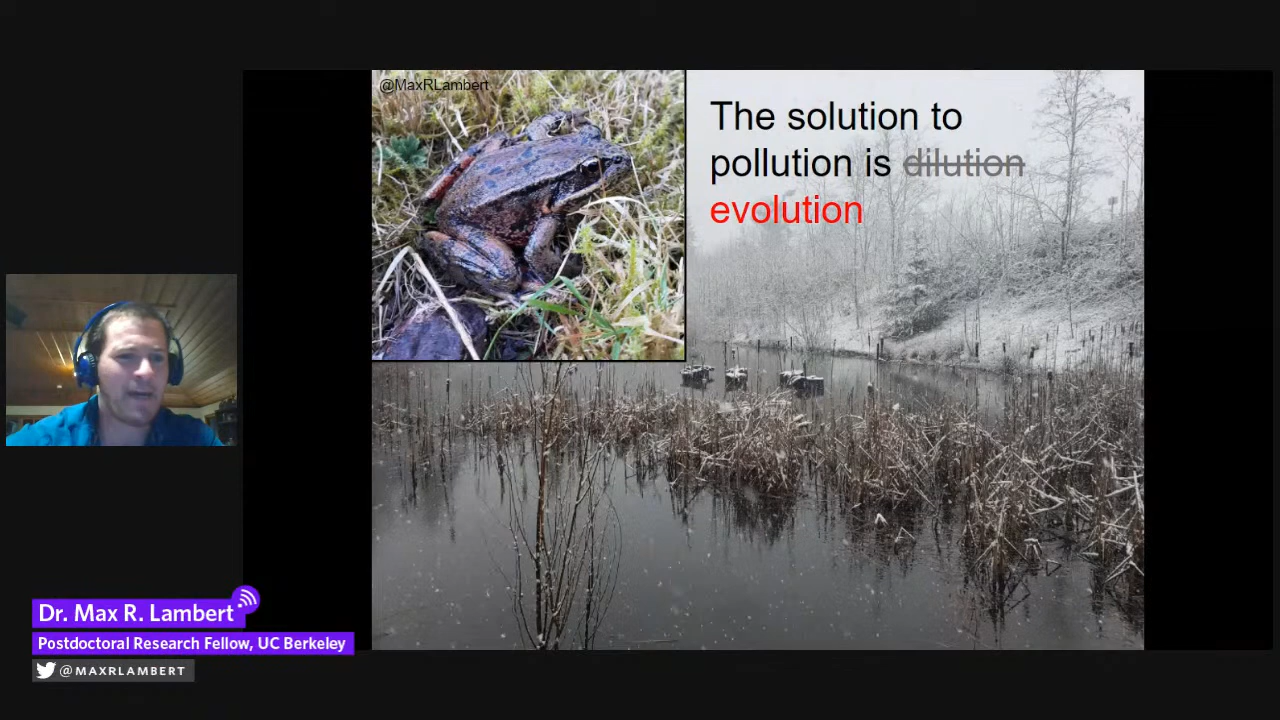 @MaxRLambert
The solution to
pollution is dilution
evolution
Dr. Max R. Lambert
Postdoctoral Research Fellow, UC Berkeley
@MAXRLAMBERT